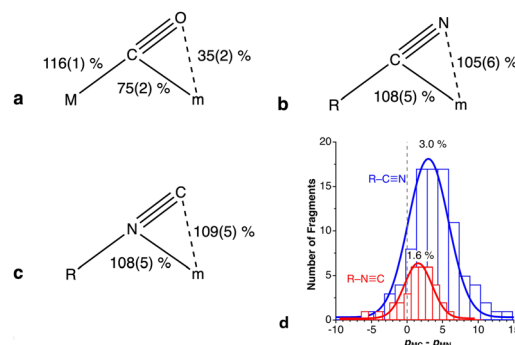 O
C
116(1) %
35(2) %
75(2) %
a
M
m
N
C
105(6) %
108(5) %
b
R
m
C
N
109(5) %
108(5) %
c
R
m
20
15
10
5
0
Number of Fragments
3.0 %
R–C≡N
1.6 %
R–N≡C
d
-10 -5 0 5 10 15